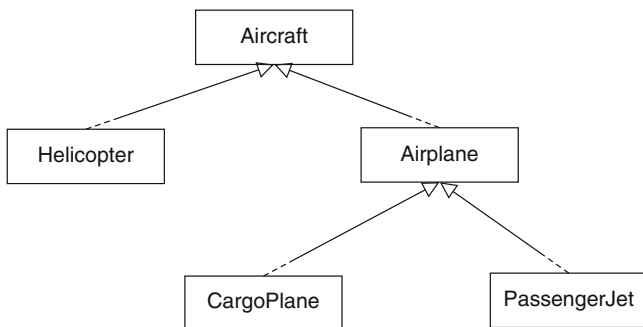 Aircraft
Helicopter
Airplane
CargoPlane
PassengerJet